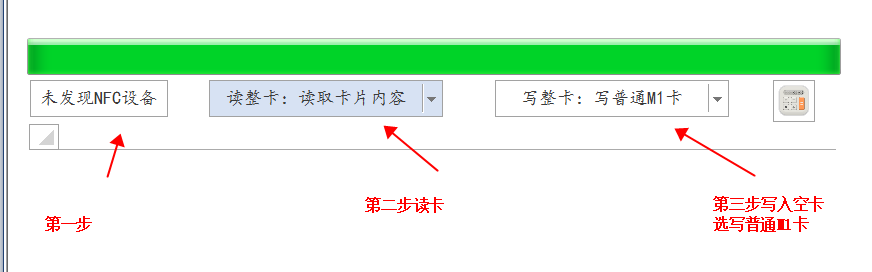 未发现NFC设备
读整卡：读取卡片内容
写整卡：写普通M1卡
第一步
第二步读卡
第三步写入空卡
选写普通M1卡